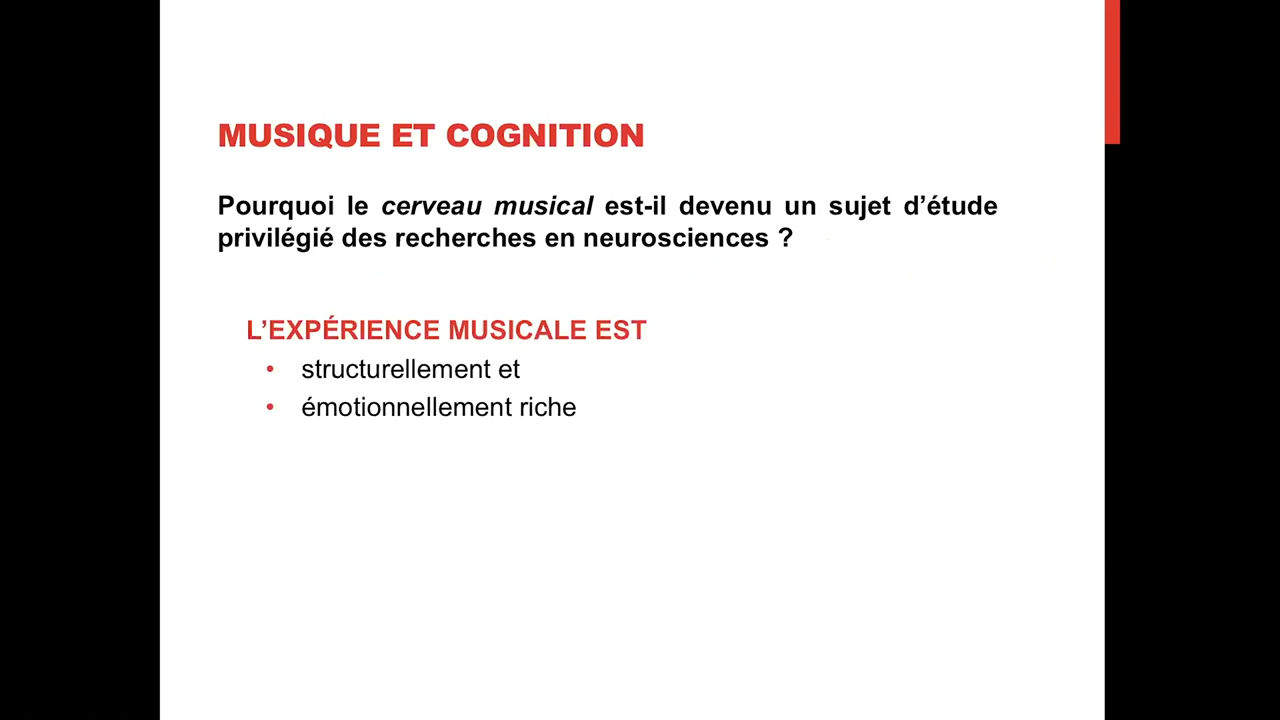 MUSIQUE ET COGNITION
Pourquoi le cerveau musical est-il devenu un sujet d’étude
privilégié des recherches en neurosciences ?
L’EXPÉRIENCE MUSICALE EST
• structurellement et
• émotionnellement riche